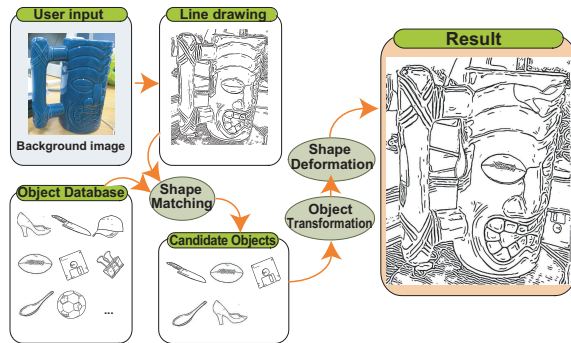 User input
Line drawing
Result
Background image
Object Database
Shape
Matching
Shape
Deformation
Object
Transformation
Candidate Objects
...